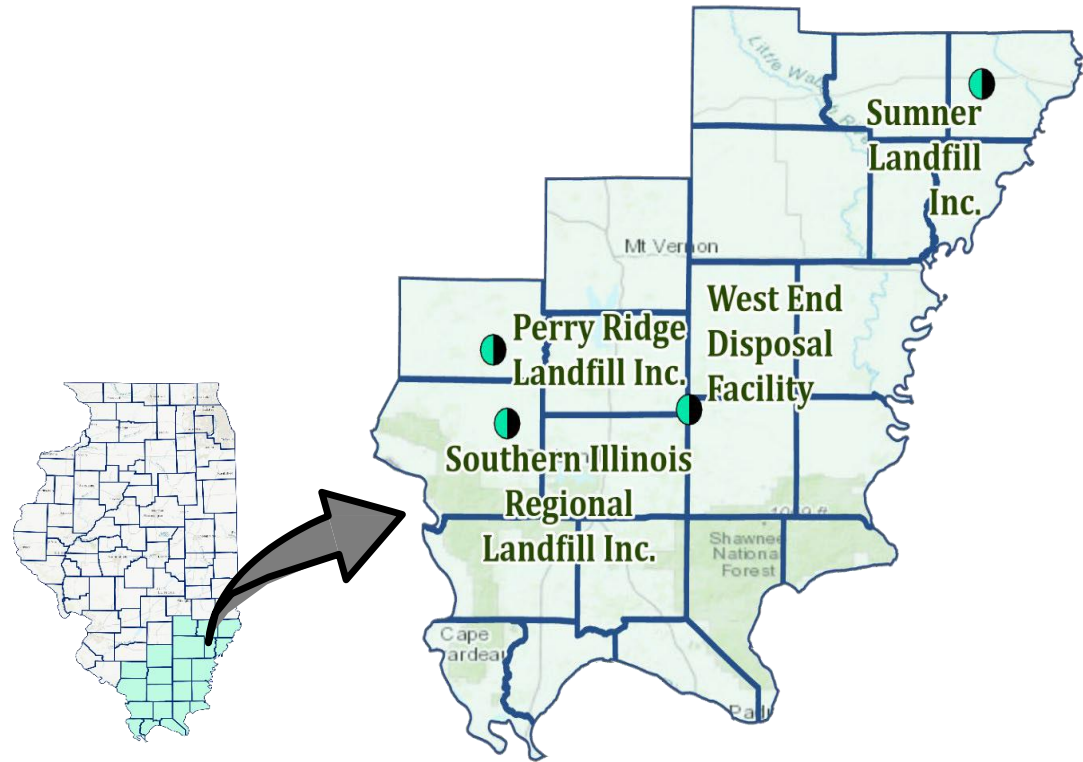 Sumner
Landfill
Inc.
Mt Vernon
West End
Disposal
Facility
Perry Ridge
Landfill Inc.
Southern Illinois
Regional
Landfill Inc.
Shawnee
National
Forest
Cape